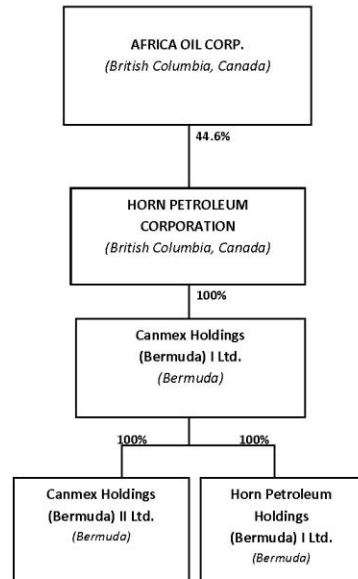 AFRICA OIL CORP.
(British Columbia, Canada)
44.6%
HORN PETROLEUM
CORPORATION
(British Columbia, Canada)
100%
Canmex Holdings
(Bermuda) I Ltd.
(Bermuda)
100%
100%
Canmex Holdings
(Bermuda) II Ltd.
(Bermuda)
Horn Petroleum
Holdings
(Bermuda) I Ltd.
(Bermuda)